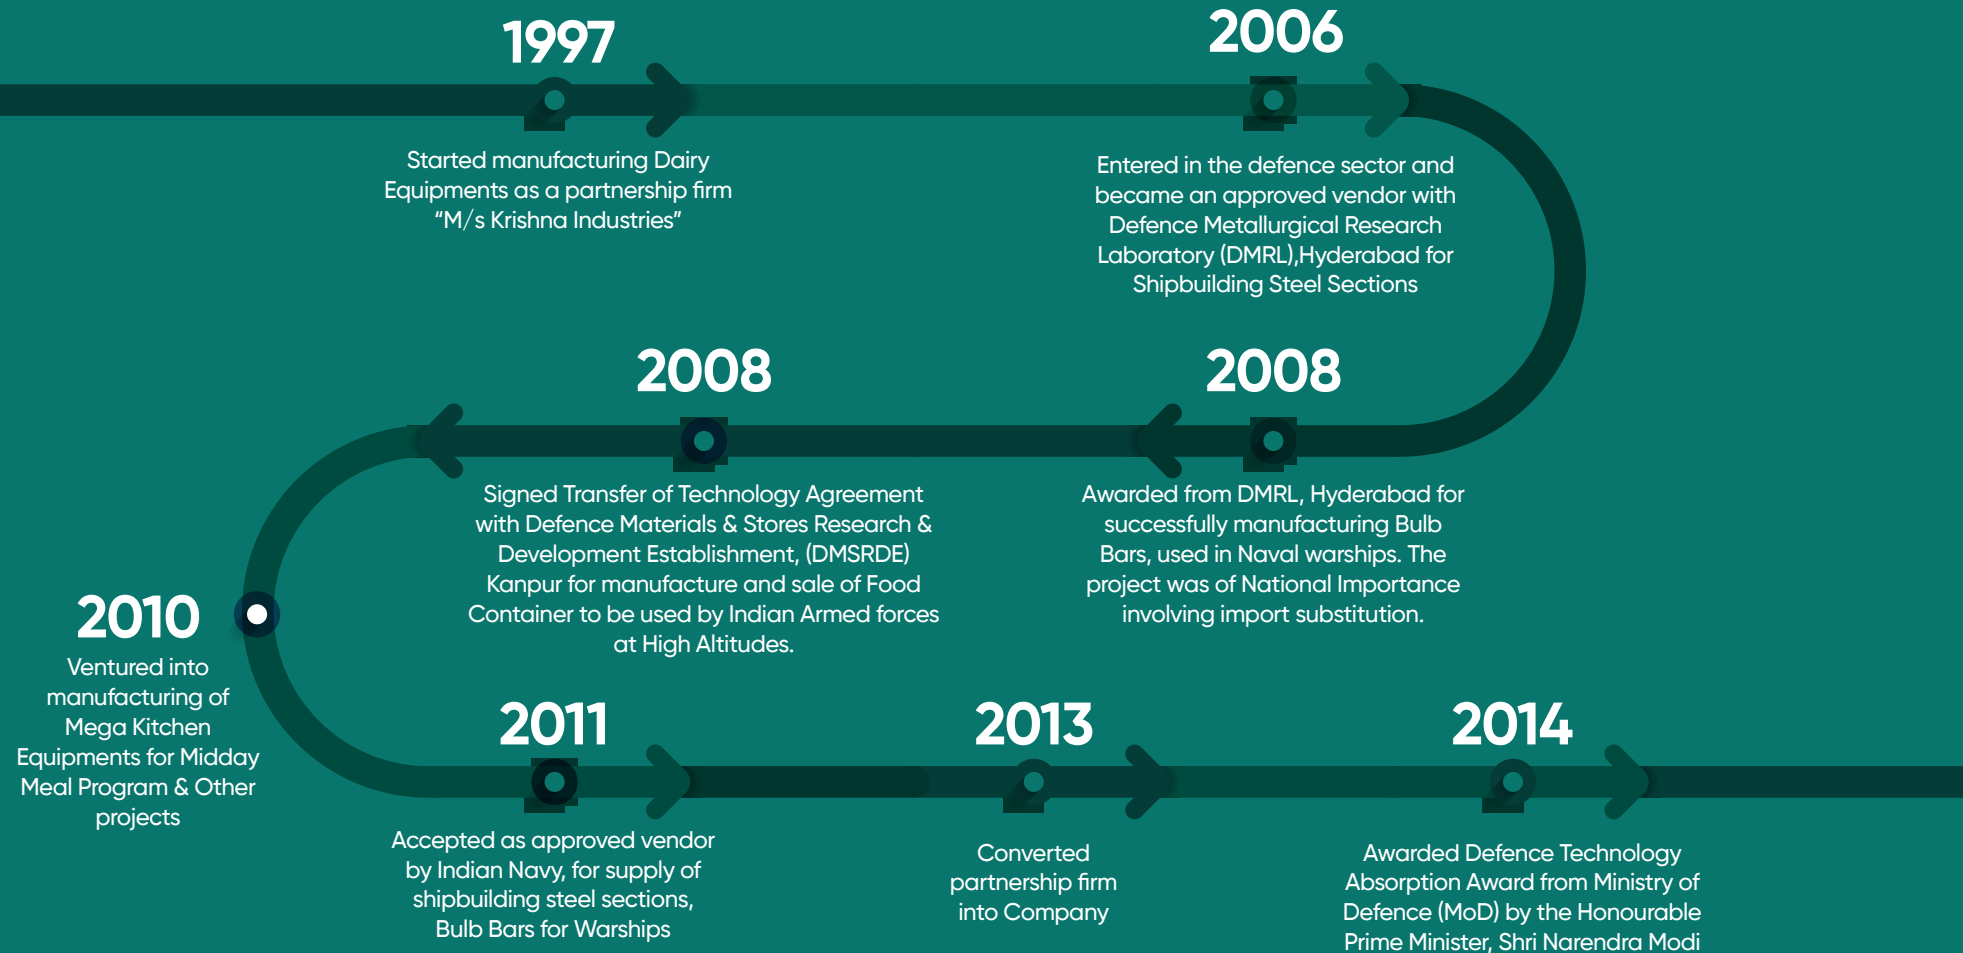 1997
Started manufacturing Dairy
Equipments as a partnership firm
“M/s Krishna Industries”
2006
Entered in the defence sector and
became an approved vendor with
Defence Metallurgical Research
Laboratory (DMRL),Hyderabad for
Shipbuilding Steel Sections
2008
Awarded from DMRL, Hyderabad for
successfully manufacturing Bulb
Bars, used in Naval warships. The
project was of National Importance
involving import substitution.
2008
Signed Transfer of Technology Agreement
with Defence Materials & Stores Research &
Development Establishment, (DMSRDE)
Kanpur for manufacture and sale of Food
Container to be used by Indian Armed forces
at High Altitudes.
2010
Ventured into
manufacturing of
Mega Kitchen
Equipments for Midday
Meal Program & Other
projects
2011
Accepted as approved vendor
by Indian Navy, for supply of
shipbuilding steel sections,
Bulb Bars for Warships
2013
Converted
partnership firm
into Company
2014
Awarded Defence Technology
Absorption Award from Ministry of
Defence (MoD) by the Honourable
Prime Minister, Shri Narendra Modi